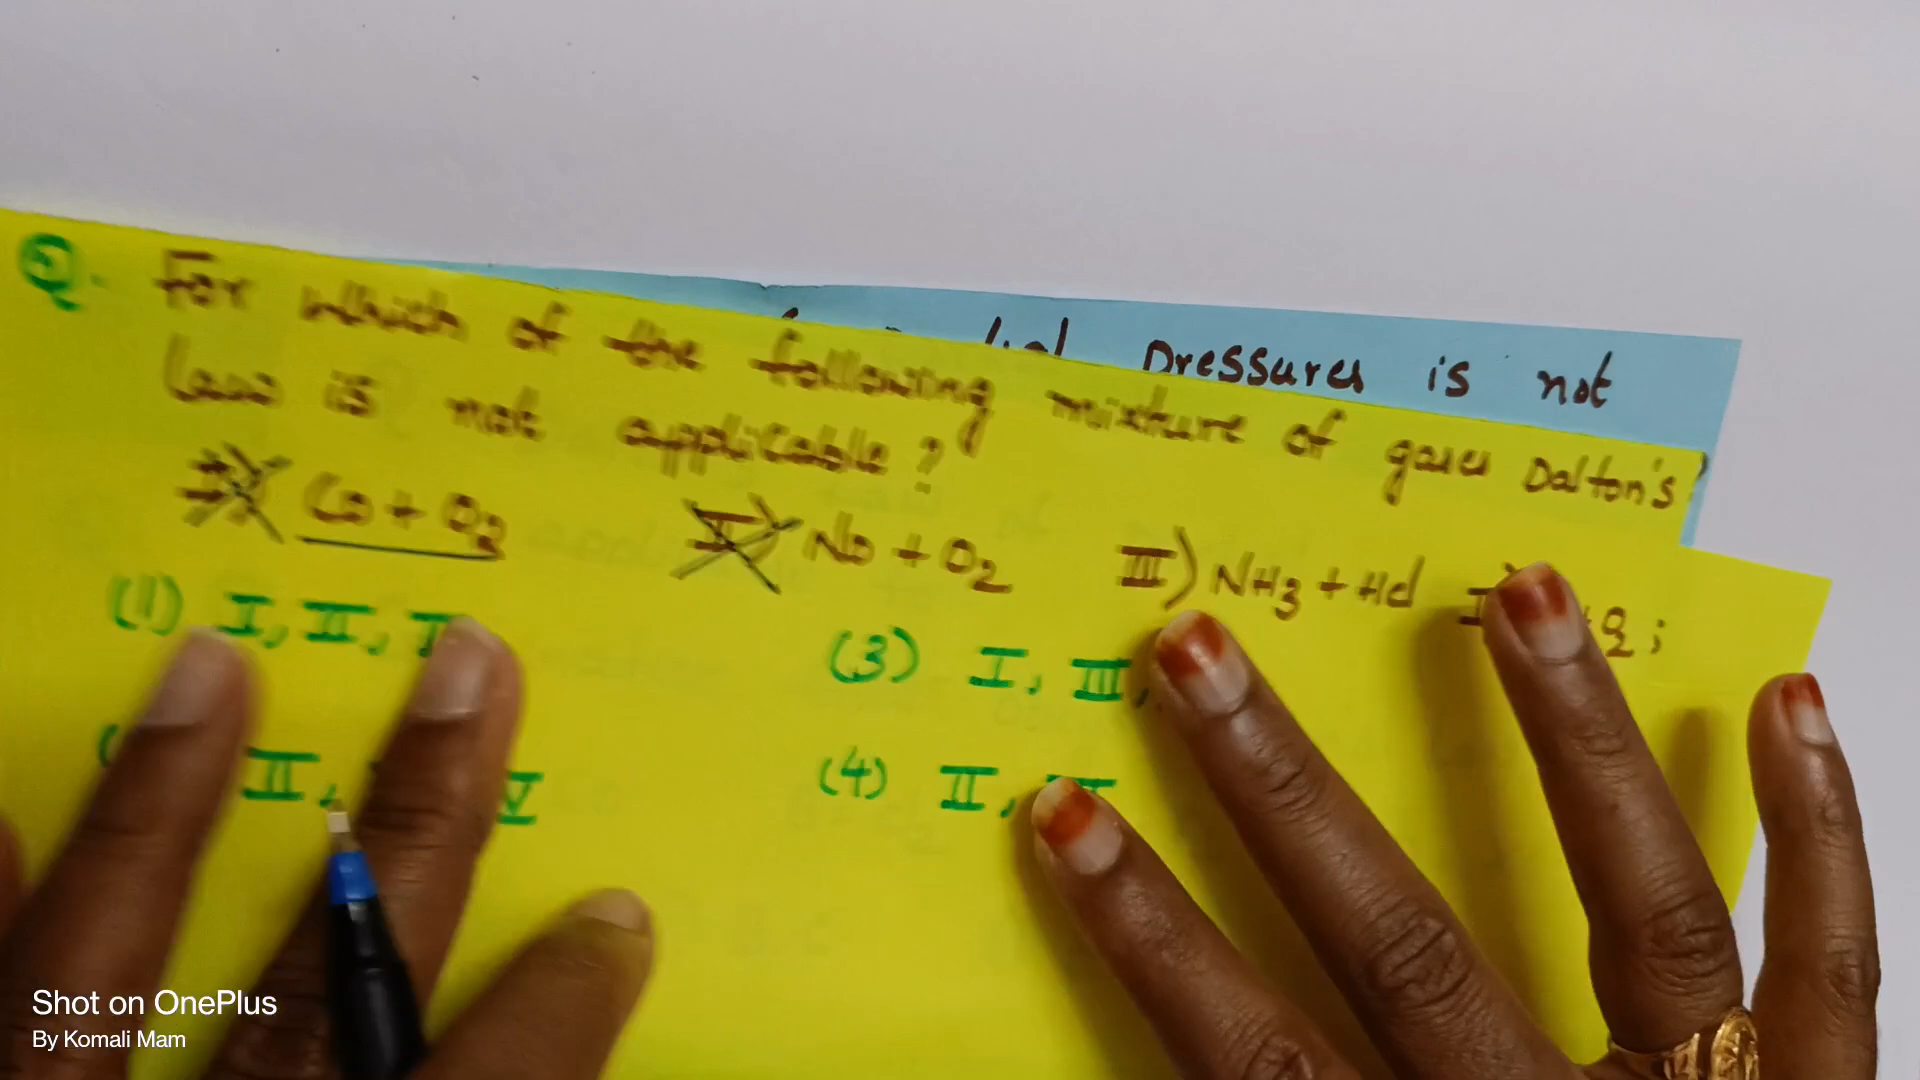 Pressures is not
Q. For which of the following mixture of gases Dalton's
law is not applicable?
I) CO + O2 II) NO + O2 III) NH3 + HCl
(1) I, II,
(3) I, III,
II, V
(4) II,
Shot on OnePlus
By Komali Mam